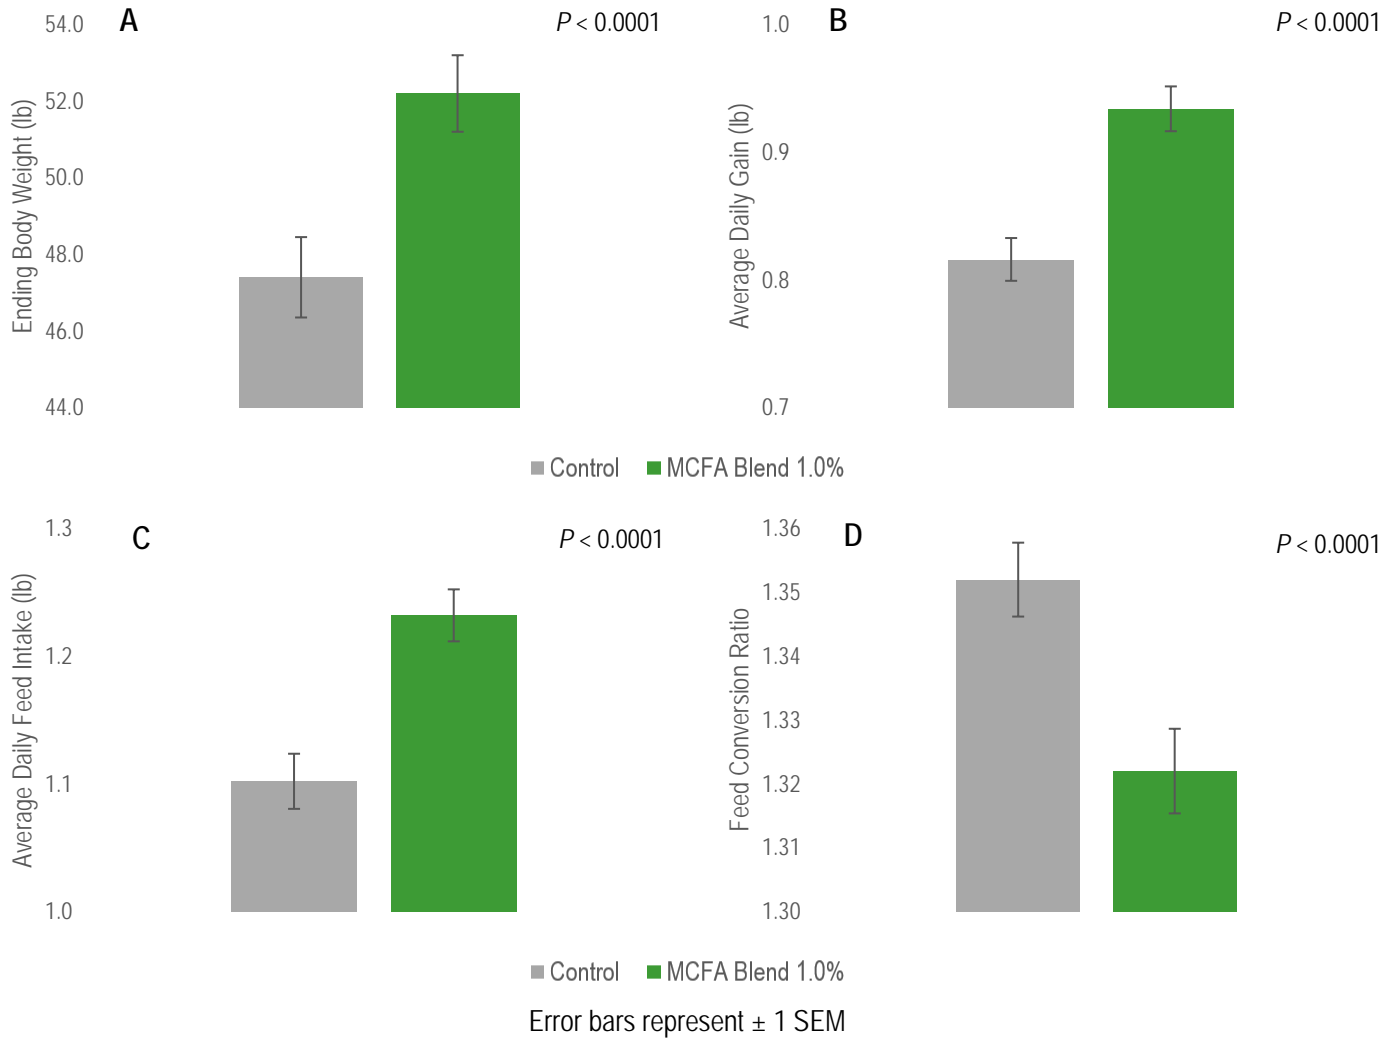 A
P < 0.0001
Ending Body Weight (lb)
54.0
52.0
50.0
48.0
46.0
44.0
B
P < 0.0001
Average Daily Gain (lb)
1.0
0.9
0.8
0.7
Control MCFA Blend 1.0%
C
P < 0.0001
Average Daily Feed Intake (lb)
1.3
1.2
1.1
1.0
D
P < 0.0001
Feed Conversion Ratio
1.36
1.35
1.34
1.33
1.32
1.31
1.30
Control MCFA Blend 1.0%
Error bars represent ± 1 SEM